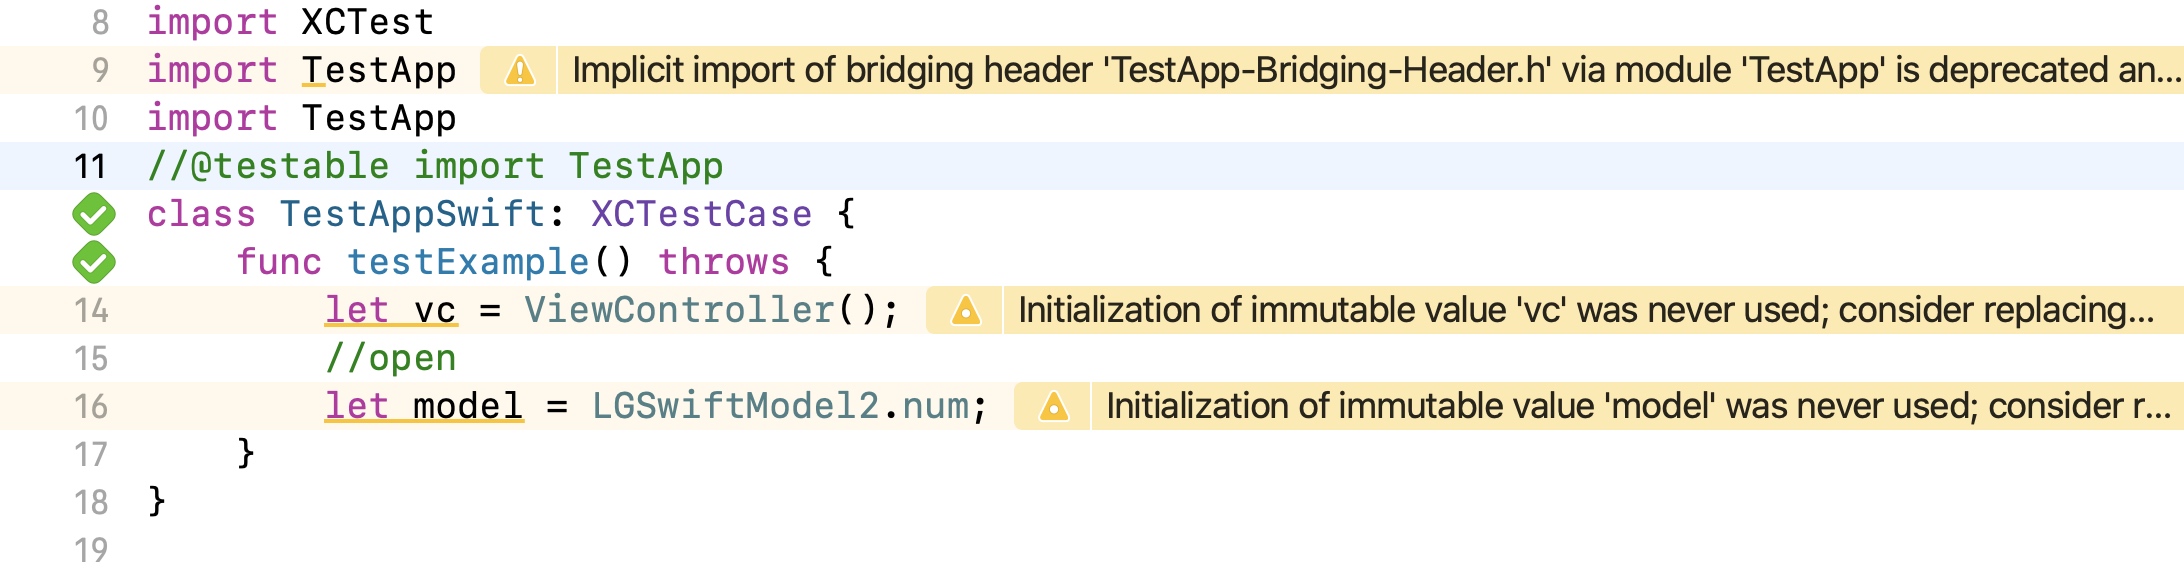 8 import XCTest
9 import TestApp Implicit import of bridging header 'TestApp-Bridging-Header.h' via module 'TestApp' is deprecated an...
10 import TestApp
11 //@testable import TestApp
class TestAppSwift: XCTestCase {
func testExample() throws {
14 let vc = ViewController(); Initialization of immutable value 'vc' was never used; consider replacing...
15 //open
16 let model = LGSwiftModel2.num; Initialization of immutable value 'model' was never used; consider r...
17 }
18 }
19